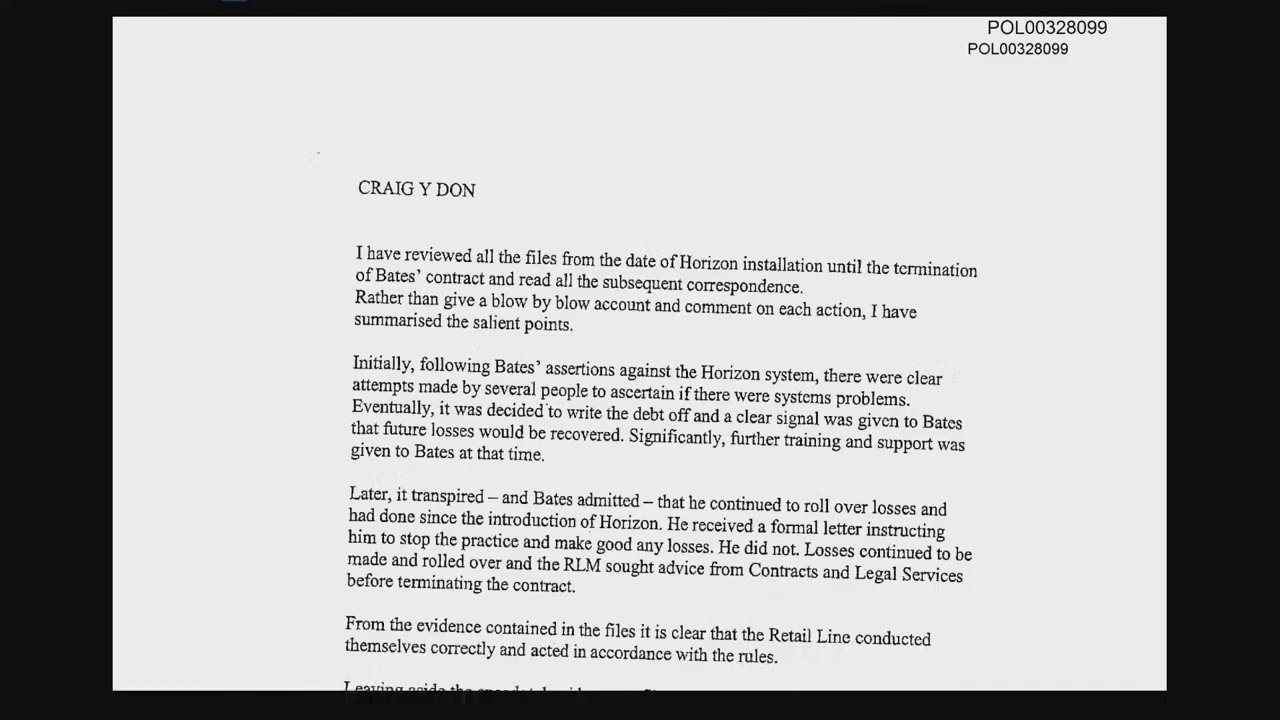 POL00328099
POL00328099
CRAIG Y DON
I have reviewed all the files from the date of Horizon installation until the termination
of Bates' contract and read all the subsequent correspondence.
Rather than give a blow by blow account and comment on each action, I have
summarised the salient points.
Initially, following Bates' assertions against the Horizon system, there were clear
attempts made by several people to ascertain if there were systems problems.
Eventually, it was decided to write the debt off and a clear signal was given to Bates
that future losses would be recovered. Significantly, further training and support was
given to Bates at that time.
Later, it transpired – and Bates admitted – that he continued to roll over losses and
had done since the introduction of Horizon. He received a formal letter instructing
him to stop the practice and make good any losses. He did not. Losses continued to be
made and rolled over and the RLM sought advice from Contracts and Legal Services
before terminating the contract.
From the evidence contained in the files it is clear that the Retail Line conducted
themselves correctly and acted in accordance with the rules.
Leaving aside the